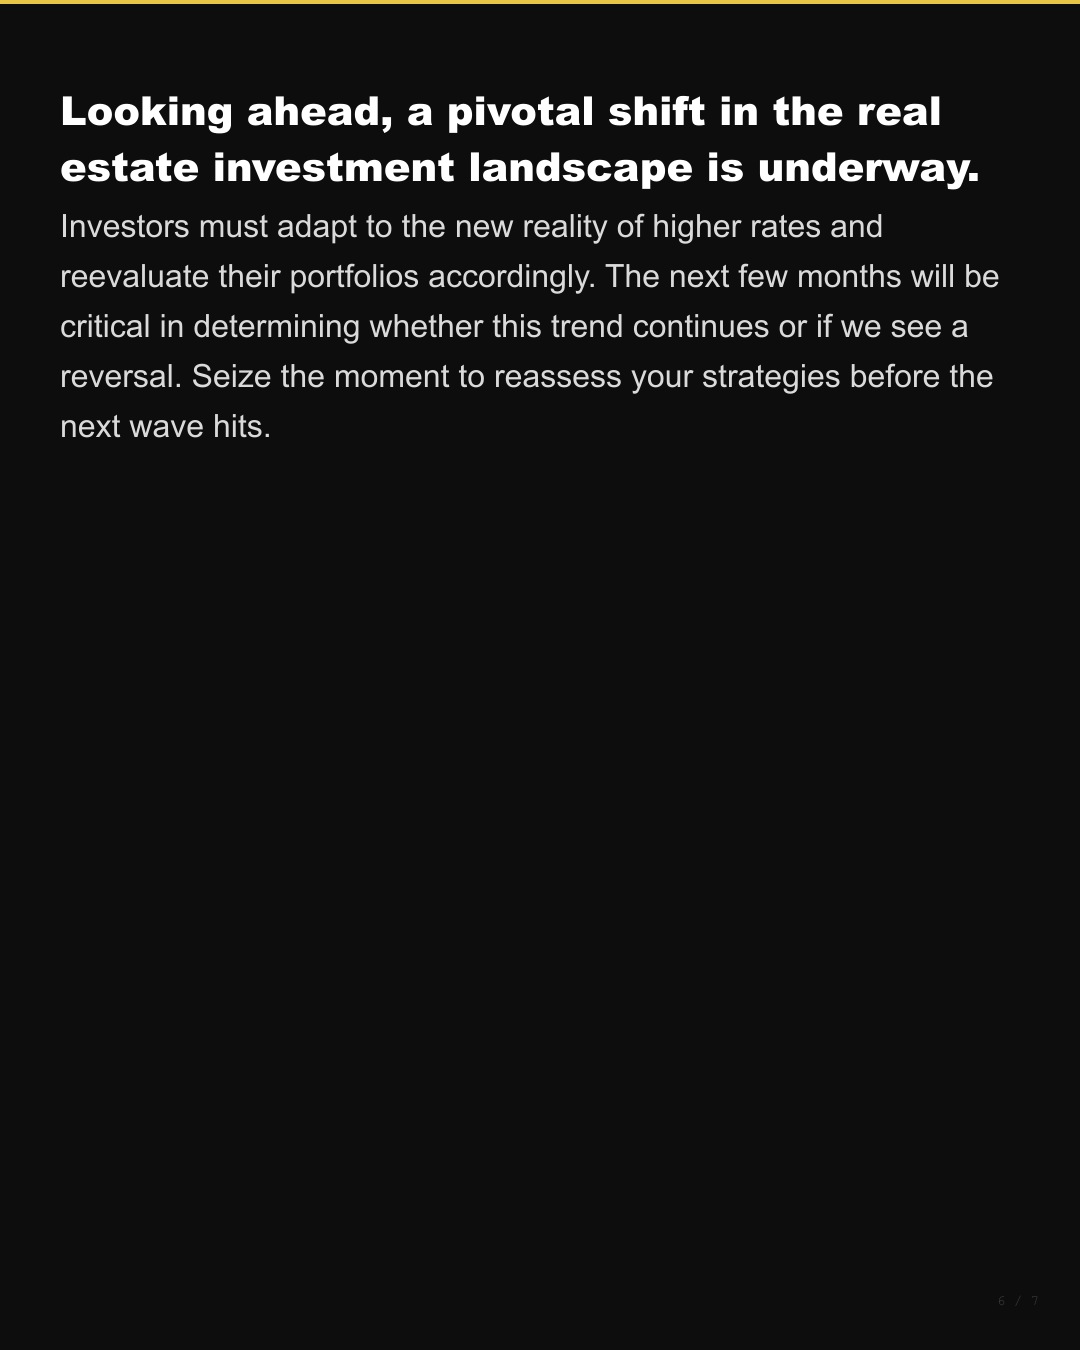 Looking ahead, a pivotal shift in the real
estate investment landscape is underway.
Investors must adapt to the new reality of higher rates and
reevaluate their portfolios accordingly. The next few months will be
critical in determining whether this trend continues or if we see a
reversal. Seize the moment to reassess your strategies before the
next wave hits.
6 / 7